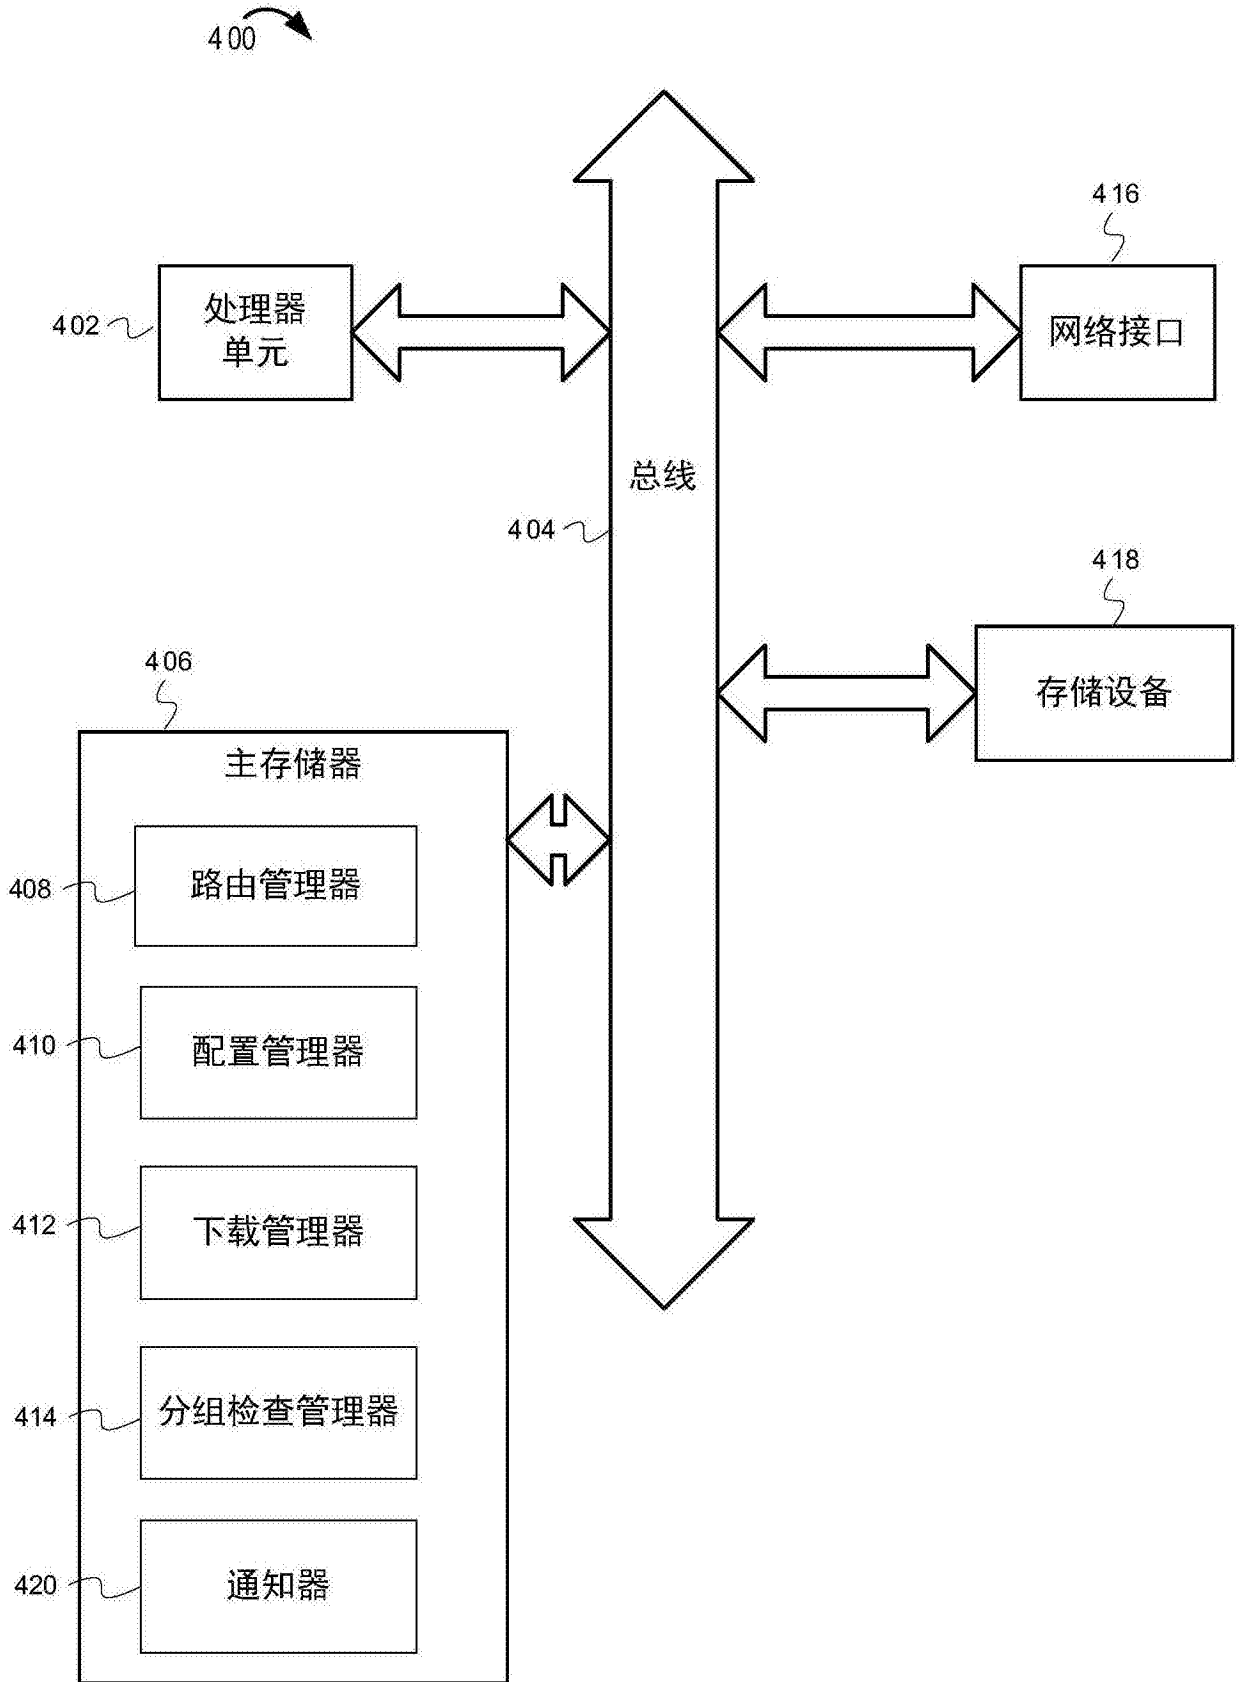 400
416
402
处理器
单元
网络接口
总线
404
418
存储设备
406
主存储器
408
路由管理器
410
配置管理器
412
下载管理器
414
分组检查管理器
420
通知器